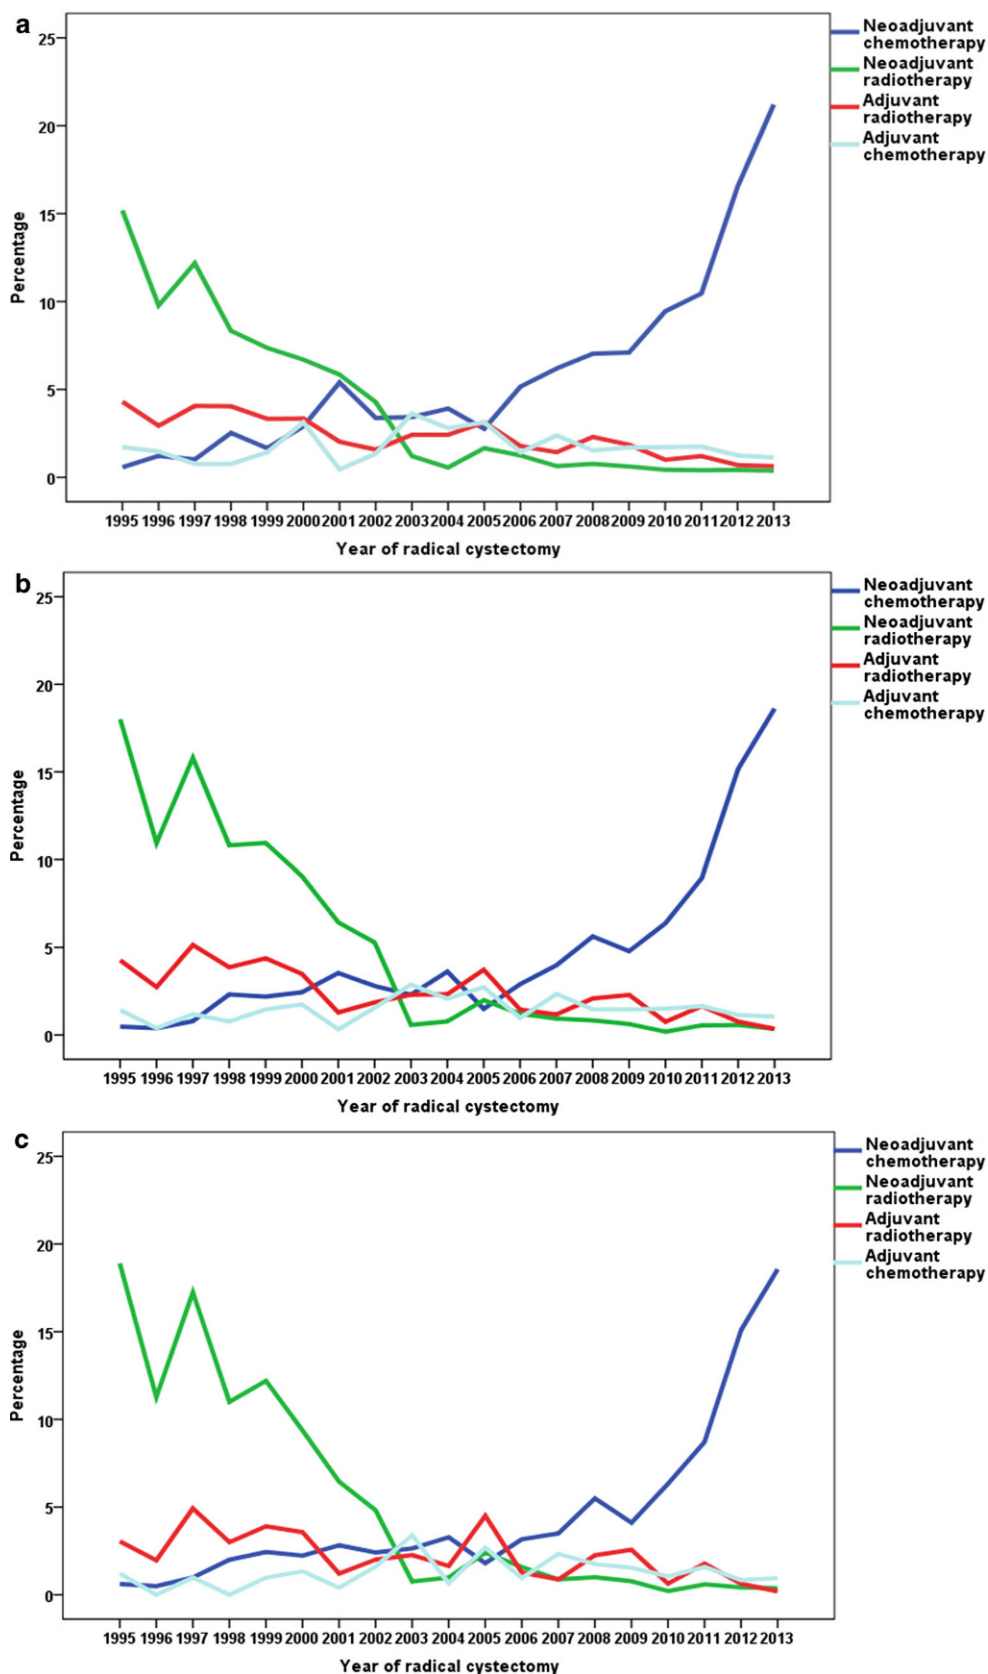 a
25
20
15
10
5
0
Percentage
1995 1996 1997 1998 1999 2000 2001 2002 2003 2004 2005 2006 2007 2008 2009 2010 2011 2012 2013
Year of radical cystectomy
Neoadjuvant
chemotherapy
Neoadjuvant
radiotherapy
Adjuvant
radiotherapy
Adjuvant
chemotherapy
b
25
20
15
10
5
0
Percentage
1995 1996 1997 1998 1999 2000 2001 2002 2003 2004 2005 2006 2007 2008 2009 2010 2011 2012 2013
Year of radical cystectomy
Neoadjuvant
chemotherapy
Neoadjuvant
radiotherapy
Adjuvant
radiotherapy
Adjuvant
chemotherapy
c
25
20
15
10
5
0
Percentage
1995 1996 1997 1998 1999 2000 2001 2002 2003 2004 2005 2006 2007 2008 2009 2010 2011 2012 2013
Year of radical cystectomy
Neoadjuvant
chemotherapy
Neoadjuvant
radiotherapy
Adjuvant
radiotherapy
Adjuvant
chemotherapy